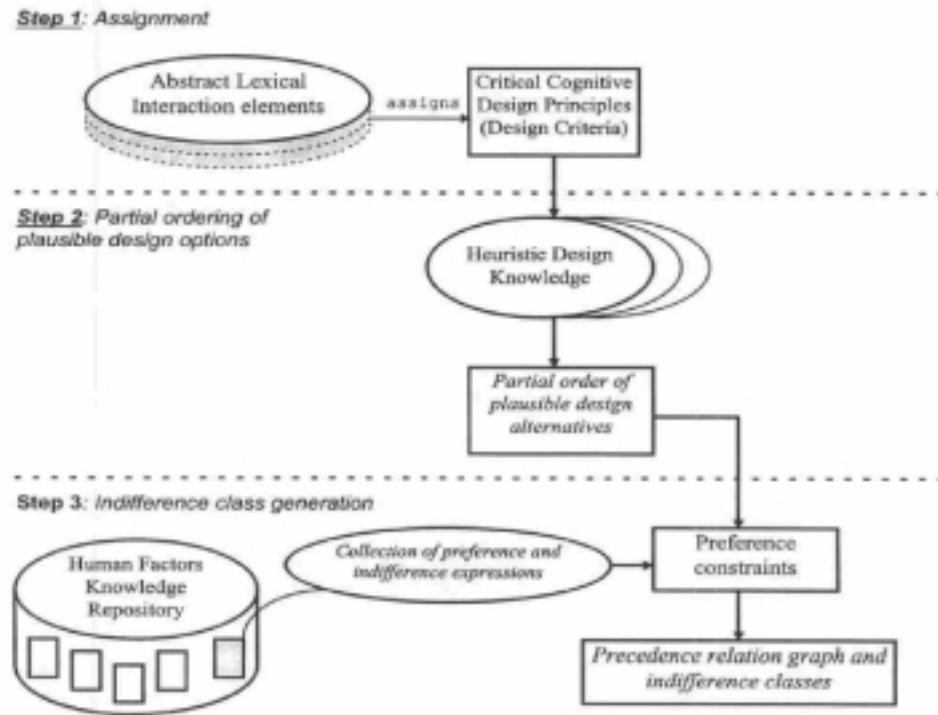 Step 1: Assignment
Abstract Lexical
Interaction elements
assigns
Critical Cognitive
Design Principles
(Design Criteria)
Step 2: Partial ordering of
plausible design options
Heuristic Design
Knowledge
Partial order of
plausible design
alternatives
Step 3: Indifference class generation
Human Factors
Knowledge
Repository
Collection of preference and
indifference expressions
Preference
constraints
Precedence relation graph and
indifference classes